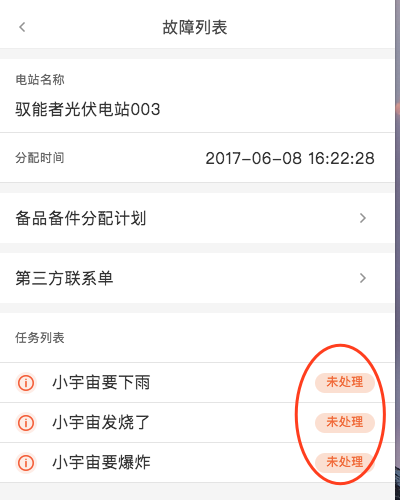 故障列表
电站名称
驭能者光伏电站003
分配时间 2017-06-08 16:22:28
备品备件分配计划
第三方联系单
任务列表
小宇宙要下雨 未处理
小宇宙发烧了 未处理
小宇宙要爆炸 未处理